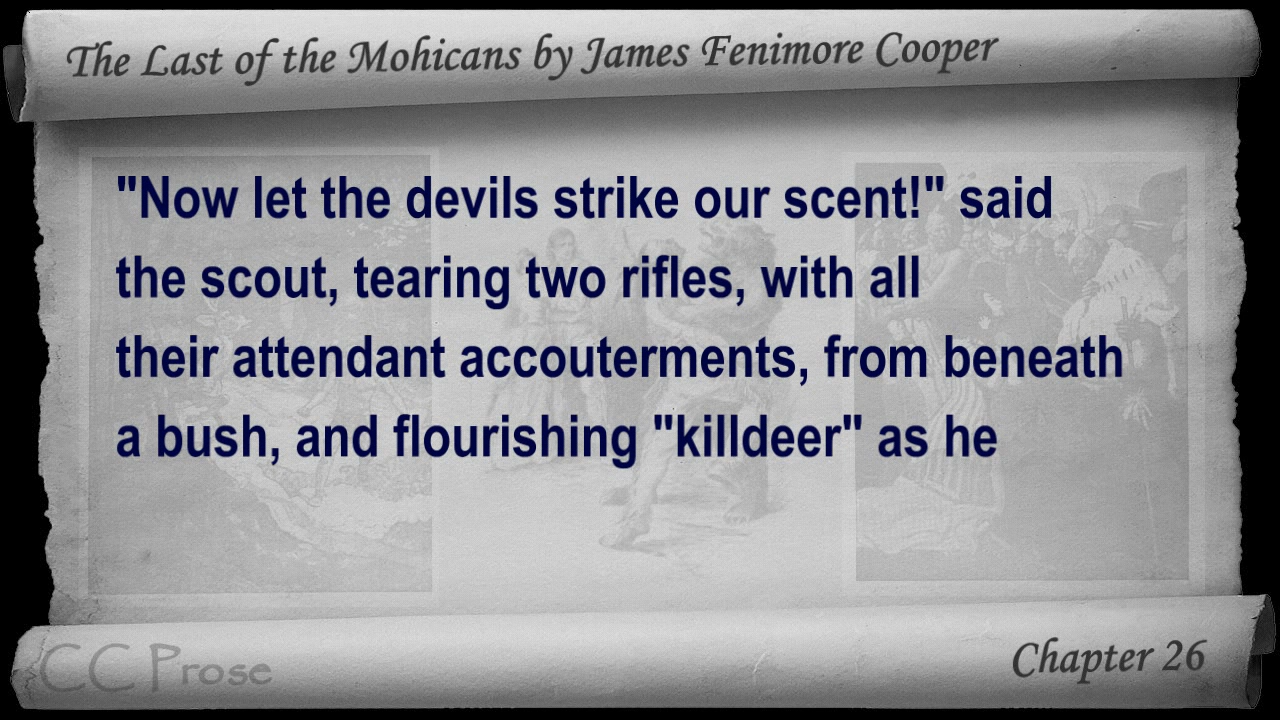 The Last of the Mohicans by James Fenimore Cooper
"Now let the devils strike our scent!" said
the scout, tearing two rifles, with all
their attendant accouterments, from beneath
a bush, and flourishing "killdeer" as he
CC Prose
Chapter 26